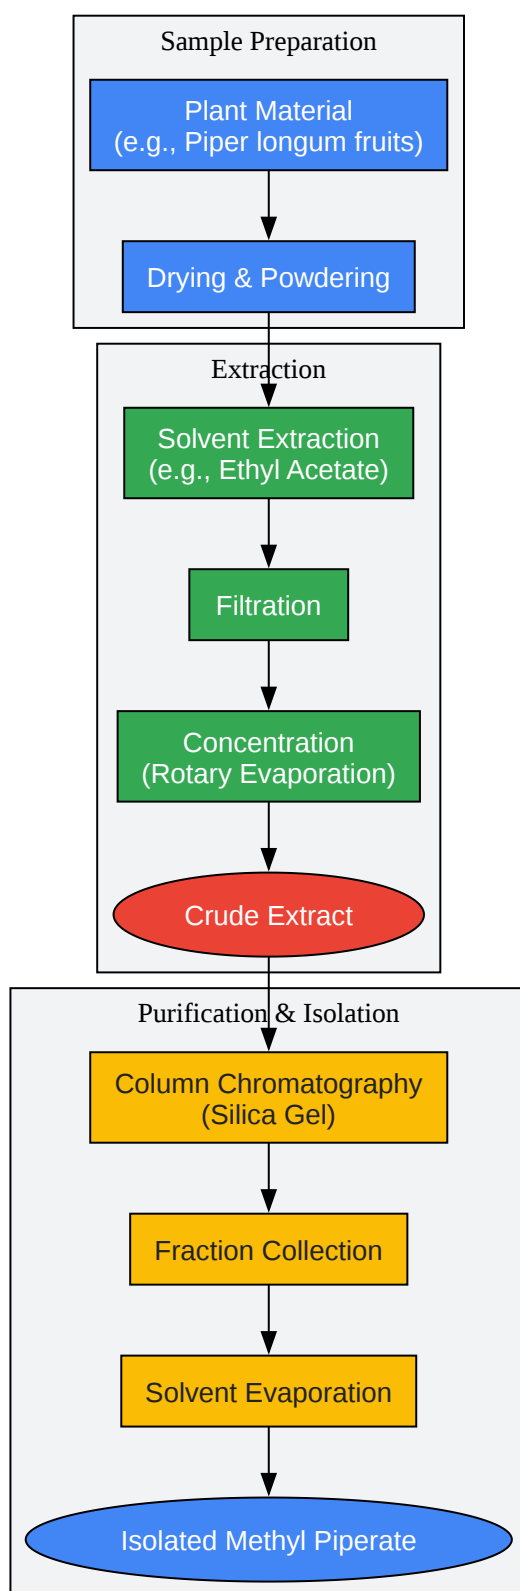 Sample Preparation
Plant Material
(e.g., Piper longum fruits)
Drying & Powdering
Extraction
Solvent Extraction
(e.g., Ethyl Acetate)
Filtration
Concentration
(Rotary Evaporation)
Crude Extract
Purification & Isolation
Column Chromatography
(Silica Gel)
Fraction Collection
Solvent Evaporation
Isolated Methyl Piperate